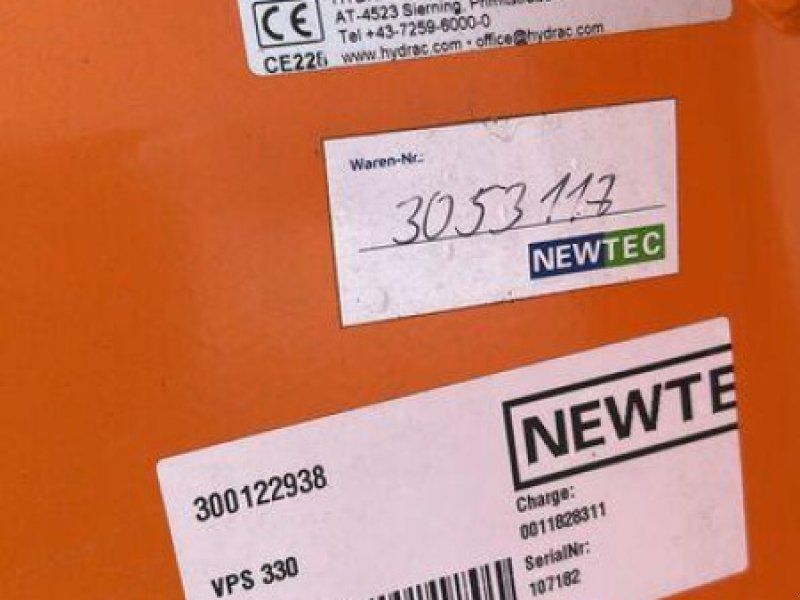 CE
AT-4523 Sierning,
Tel +43-7259-6000-0
www.hydrac.com • office@hydrac.com
Waren-Nr.:
3053117
NEWTEC
NEWTE
300122938
Charge:
0011828311
VPS 330
SerialNr:
107182